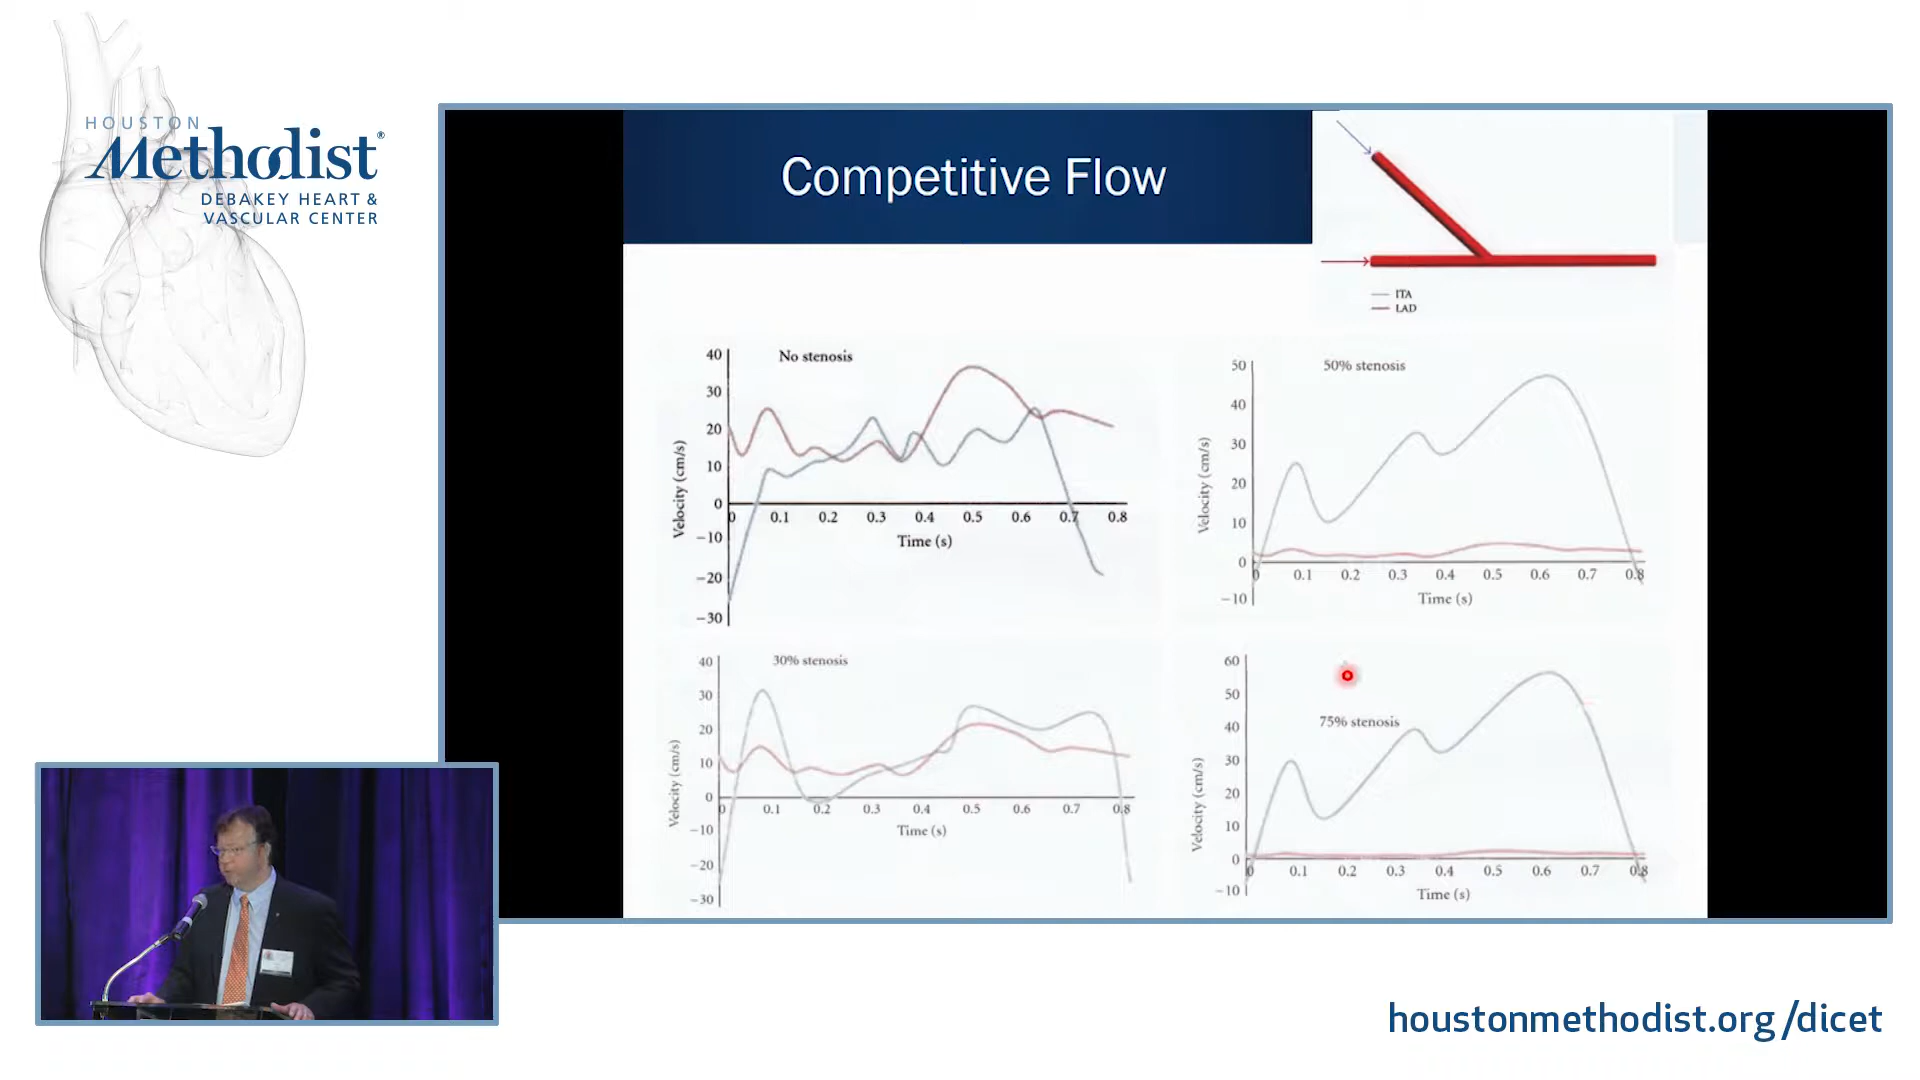 HOUSTON
Methodist®
DEBAKEY HEART &
VASCULAR CENTER
Competitive Flow
ITA
LAD
No stenosis
40
30
20
10
0
−10
−20
−30
0 0.1 0.2 0.3 0.4 0.5 0.6 0.7 0.8
Time (s)
Velocity (cm/s)
50% stenosis
50
40
30
20
10
0
−10
0 0.1 0.2 0.3 0.4 0.5 0.6 0.7 0.8
Time (s)
Velocity (cm/s)
30% stenosis
40
30
20
10
0
−10
−20
−30
0 0.1 0.2 0.3 0.4 0.5 0.6 0.7 0.8
Time (s)
Velocity (cm/s)
75% stenosis
60
50
40
30
20
10
0
−10
0 0.1 0.2 0.3 0.4 0.5 0.6 0.7 0.8
Time (s)
Velocity (cm/s)
houstonmethodist.org/dicet